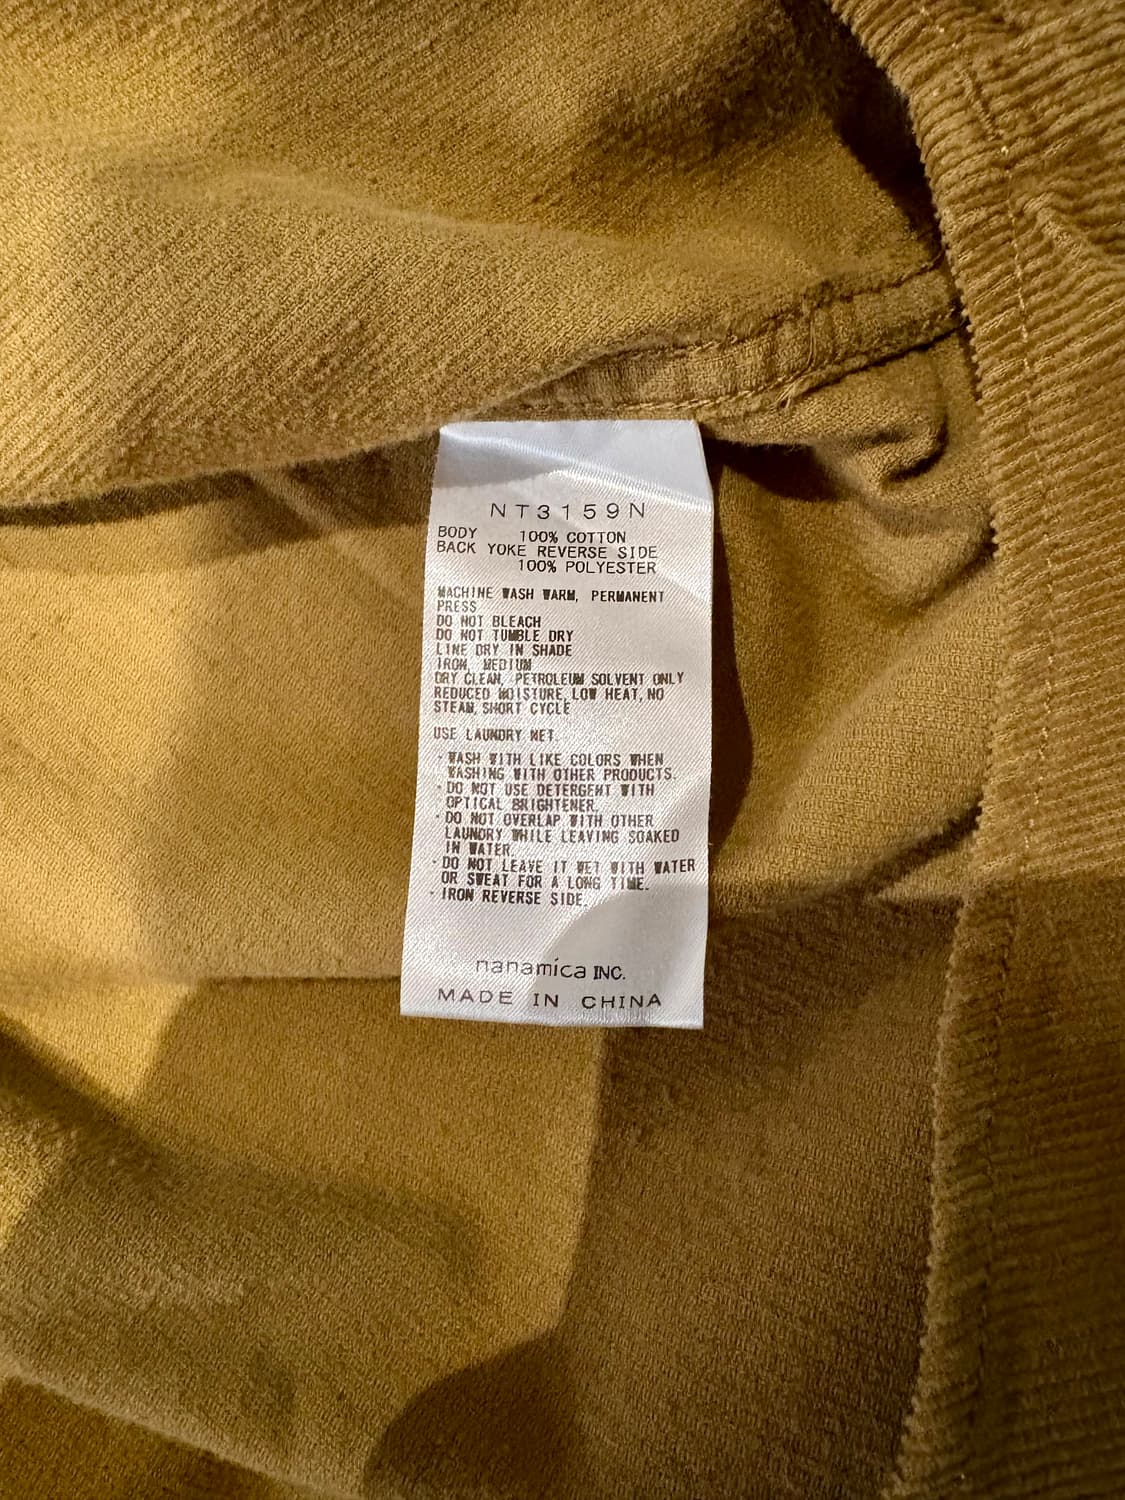 NT3159N
BODY 100% COTTON
BACK YOKE REVERSE SIDE
100% POLYESTER
MACHINE WASH WARM, PERMANENT
PRESS
DO NOT BLEACH
DO NOT TUMBLE DRY
LINE DRY IN SHADE
IRON, MEDIUM
DRY CLEAN, PETROLEUM SOLVENT ONLY
REDUCED MOISTURE, LOW HEAT, NO
STEAM, SHORT CYCLE
USE LAUNDRY NET.
・WASH WITH LIKE COLORS WHEN
WASHING WITH OTHER PRODUCTS.
・DO NOT USE DETERGENT WITH
OPTICAL BRIGHTENER.
・DO NOT OVERLAP WITH OTHER
LAUNDRY WHILE LEAVING SOAKED
IN WATER.
・DO NOT LEAVE IT WET WITH WATER
OR SWEAT FOR A LONG TIME.
・IRON REVERSE SIDE.
nanamica INC.
MADE IN CHINA